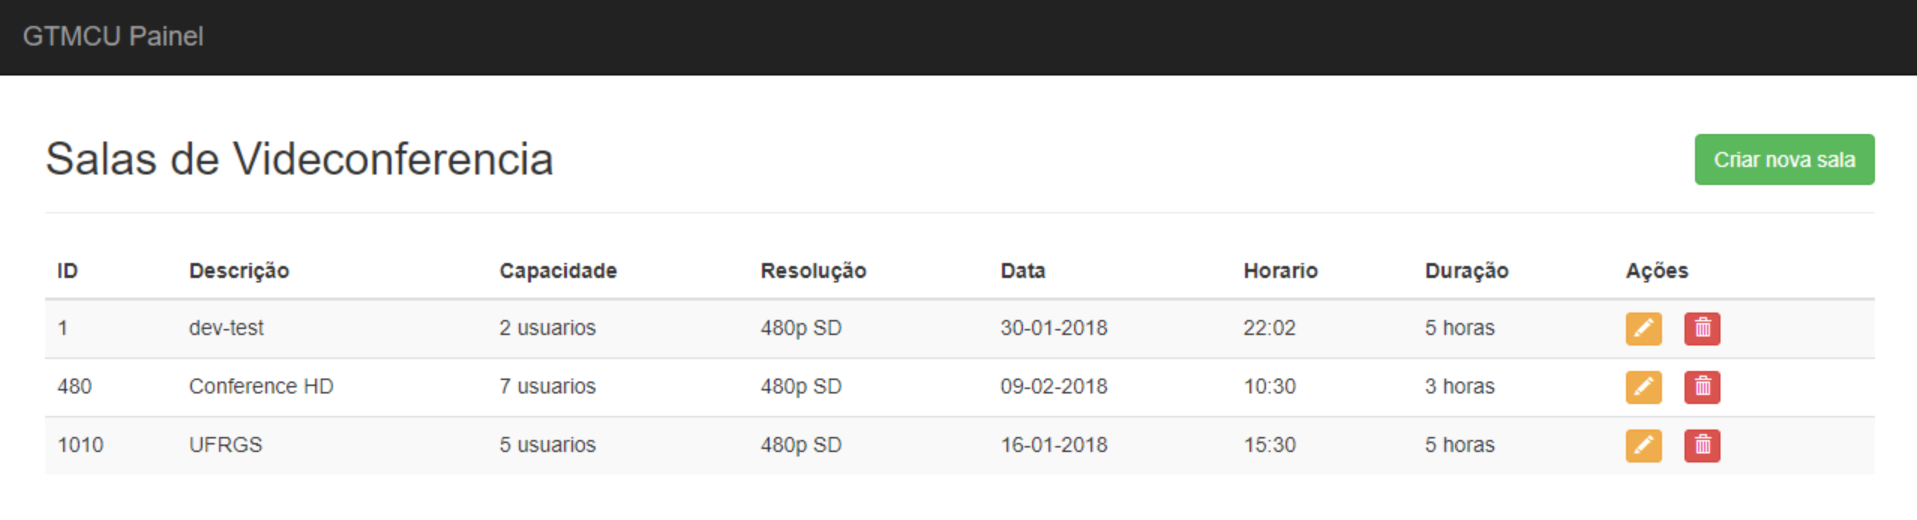 GTMCU Painel
Salas de Videconferencia
Criar nova sala
ID Descrição Capacidade Resolução Data Horario Duração Ações
1 dev-test 2 usuarios 480p SD 30-01-2018 22:02 5 horas
480 Conference HD 7 usuarios 480p SD 09-02-2018 10:30 3 horas
1010 UFRGS 5 usuarios 480p SD 16-01-2018 15:30 5 horas